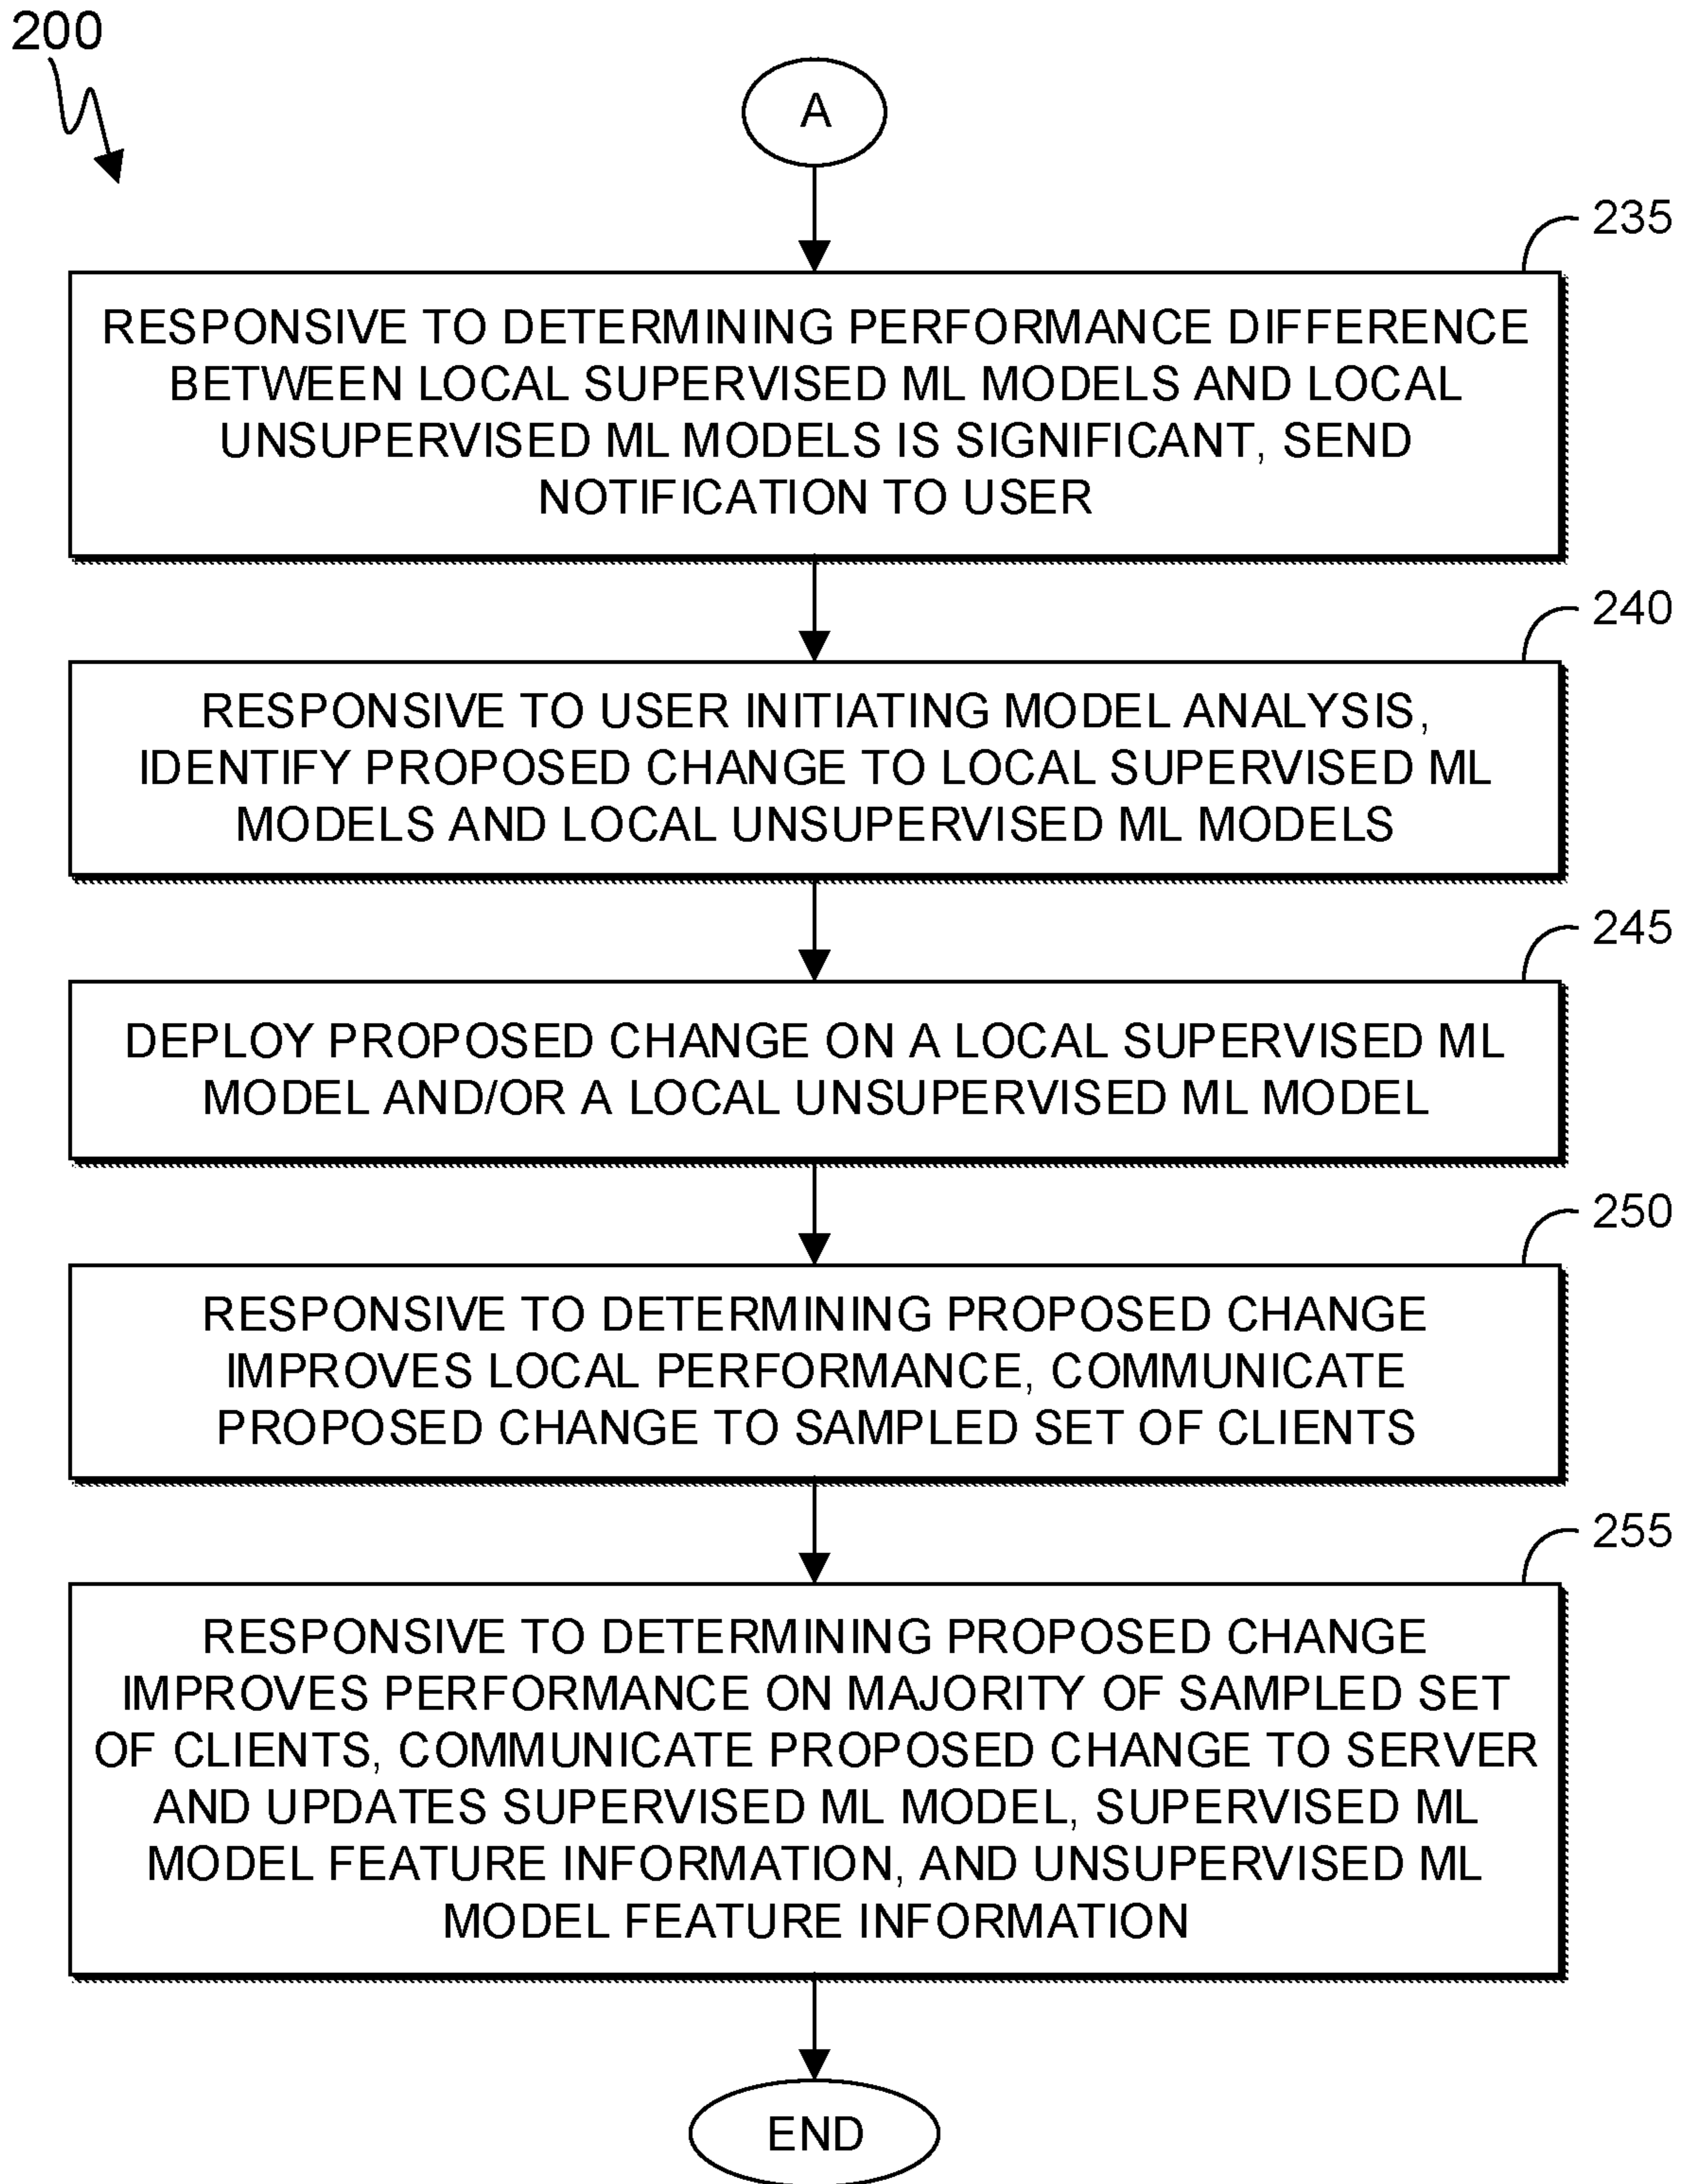 200
A
235
RESPONSIVE TO DETERMINING PERFORMANCE DIFFERENCE
BETWEEN LOCAL SUPERVISED ML MODELS AND LOCAL
UNSUPERVISED ML MODELS IS SIGNIFICANT, SEND
NOTIFICATION TO USER
240
RESPONSIVE TO USER INITIATING MODEL ANALYSIS,
IDENTIFY PROPOSED CHANGE TO LOCAL SUPERVISED ML
MODELS AND LOCAL UNSUPERVISED ML MODELS
245
DEPLOY PROPOSED CHANGE ON A LOCAL SUPERVISED ML
MODEL AND/OR A LOCAL UNSUPERVISED ML MODEL
250
RESPONSIVE TO DETERMINING PROPOSED CHANGE
IMPROVES LOCAL PERFORMANCE, COMMUNICATE
PROPOSED CHANGE TO SAMPLED SET OF CLIENTS
255
RESPONSIVE TO DETERMINING PROPOSED CHANGE
IMPROVES PERFORMANCE ON MAJORITY OF SAMPLED SET
OF CLIENTS, COMMUNICATE PROPOSED CHANGE TO SERVER
AND UPDATES SUPERVISED ML MODEL, SUPERVISED ML
MODEL FEATURE INFORMATION, AND UNSUPERVISED ML
MODEL FEATURE INFORMATION
END